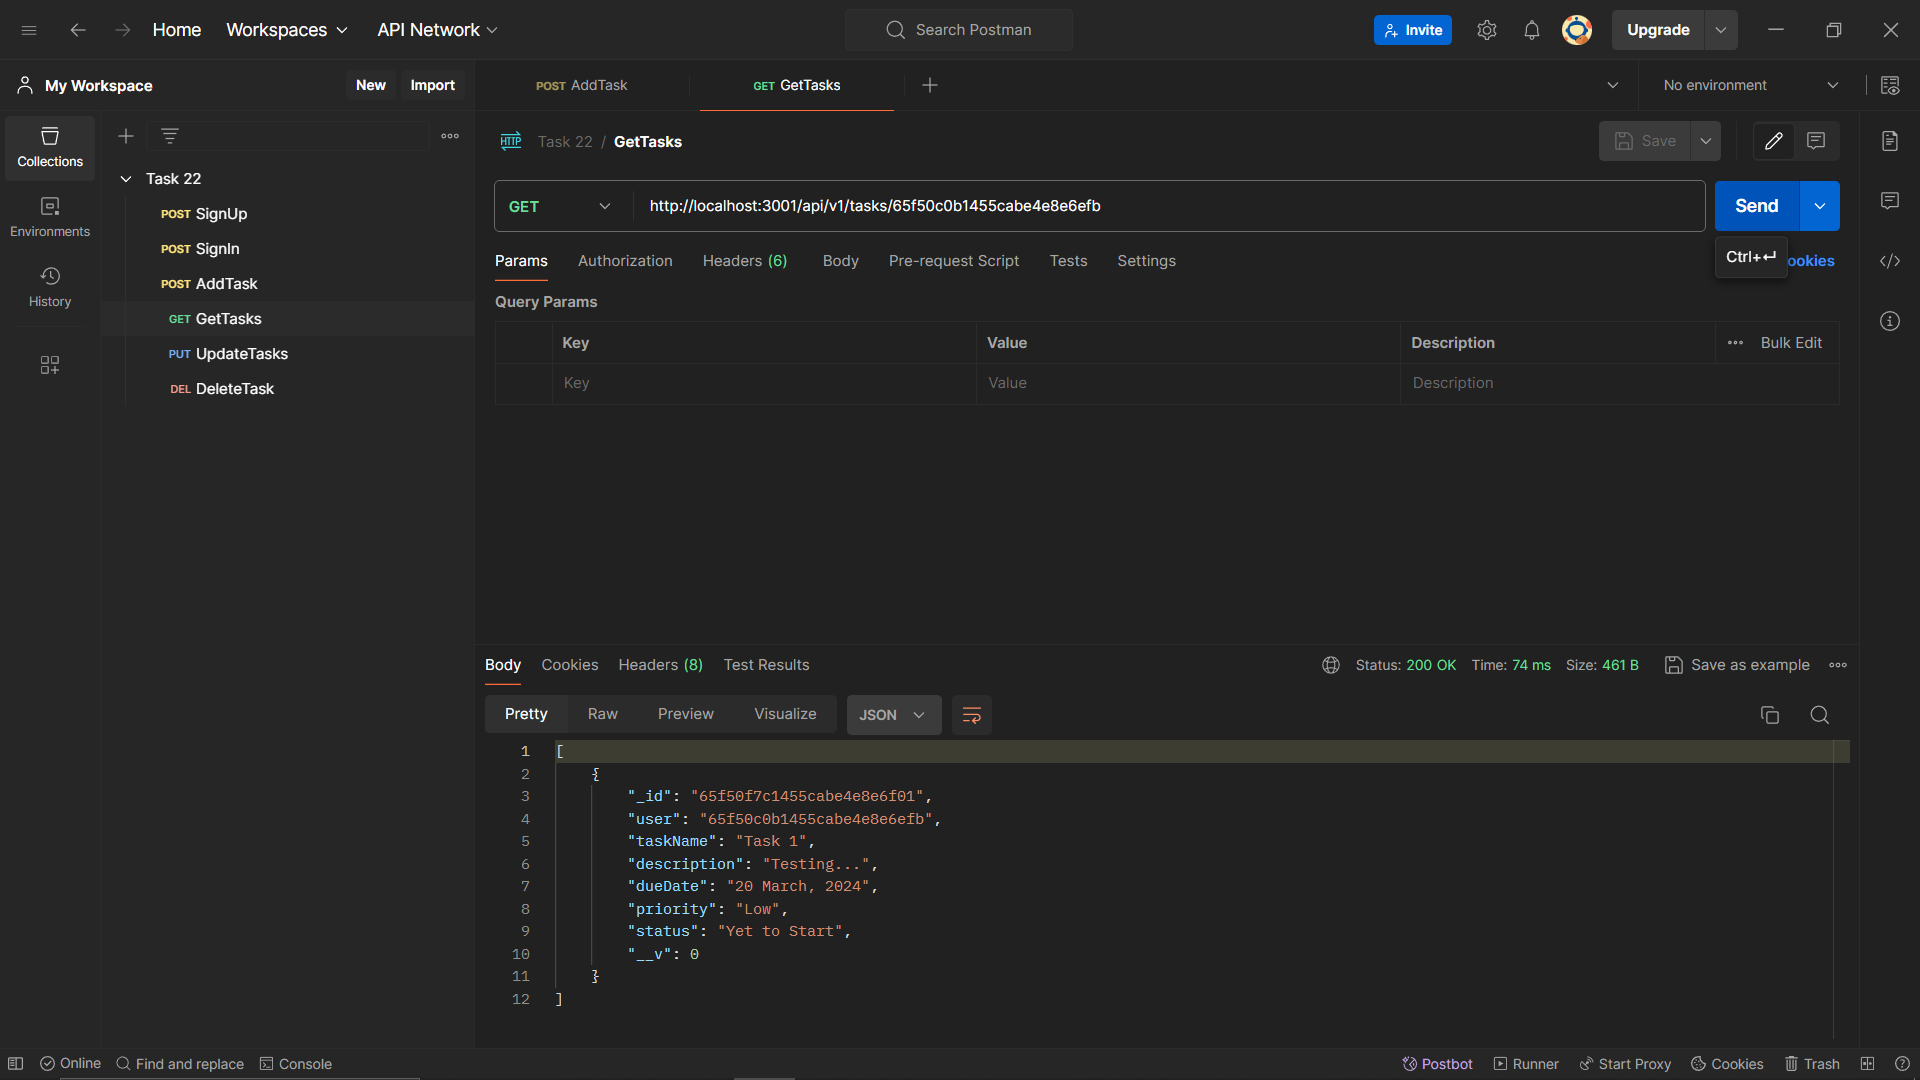 Home Workspaces API Network Search Postman Invite Upgrade
My Workspace New Import POST AddTask GET GetTasks No environment
Collections
Environments
History
Task 22
POST SignUp
POST SignIn
POST AddTask
GET GetTasks
PUT UpdateTasks
DEL DeleteTask
HTTP Task 22 / GetTasks Save
GET http://localhost:3001/api/v1/tasks/65f50c0b1455cabe4e8e6efb Send
Params Authorization Headers (6) Body Pre-request Script Tests Settings Ctrl+↵ ookies
Query Params
Key Value Description Bulk Edit
Key Value Description
Body Cookies Headers (8) Test Results Status: 200 OK Time: 74 ms Size: 461 B Save as example
Pretty Raw Preview Visualize JSON
1 [
2 {
3 "_id": "65f50f7c1455cabe4e8e6f01",
4 "user": "65f50c0b1455cabe4e8e6efb",
5 "taskName": "Task 1",
6 "description": "Testing...",
7 "dueDate": "20 March, 2024",
8 "priority": "Low",
9 "status": "Yet to Start",
10 "__v": 0
11 }
12 ]
Online Find and replace Console Postbot Runner Start Proxy Cookies Trash